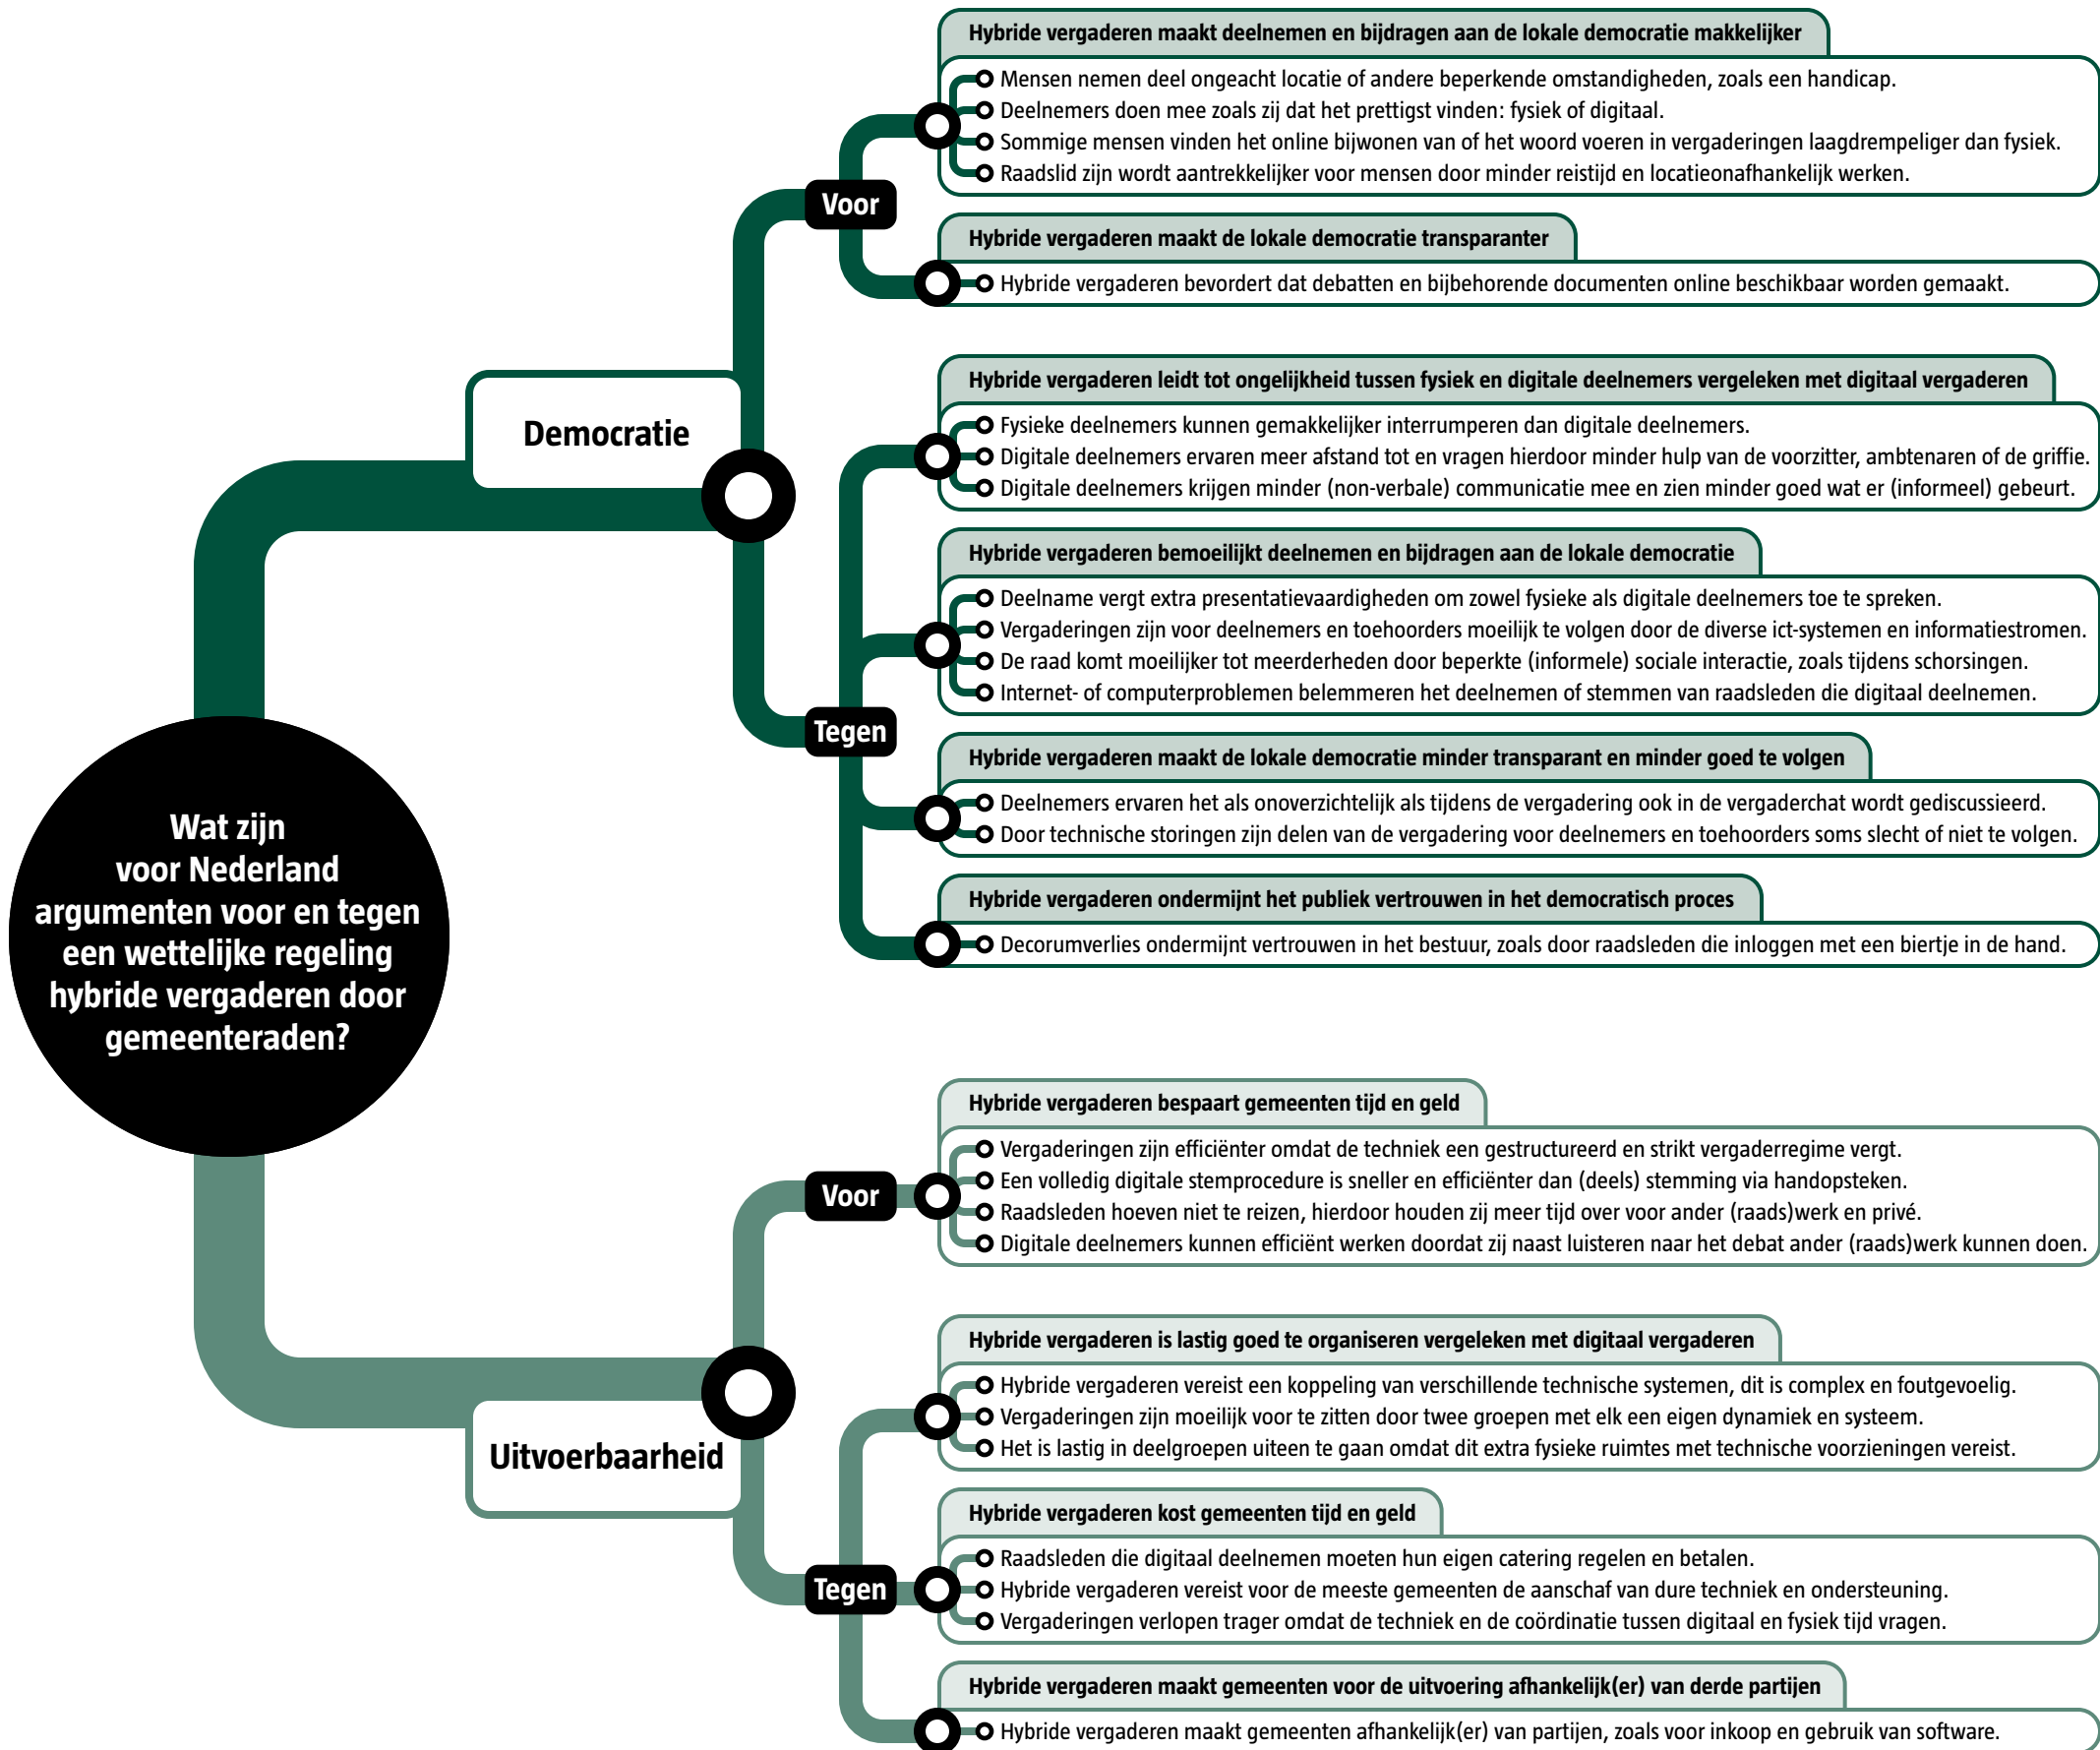 Wat zijn
voor Nederland
argumenten voor en tegen
een wettelijke regeling
hybride vergaderen door
gemeenteraden?
Democratie
Voor
Hybride vergaderen maakt deelnemen en bijdragen aan de lokale democratie makkelijker
Mensen nemen deel ongeacht locatie of andere beperkende omstandigheden, zoals een handicap.
Deelnemers doen mee zoals zij dat het prettigst vinden: fysiek of digitaal.
Sommige mensen vinden het online bijwonen van of het woord voeren in vergaderingen laagdrempeliger dan fysiek.
Raadslid zijn wordt aantrekkelijker voor mensen door minder reistijd en locatieonafhankelijk werken.
Hybride vergaderen maakt de lokale democratie transparanter
Hybride vergaderen bevordert dat debatten en bijbehorende documenten online beschikbaar worden gemaakt.
Tegen
Hybride vergaderen leidt tot ongelijkheid tussen fysiek en digitale deelnemers vergeleken met digitaal vergaderen
Fysieke deelnemers kunnen gemakkelijker interrumperen dan digitale deelnemers.
Digitale deelnemers ervaren meer afstand tot en vragen hierdoor minder hulp van de voorzitter, ambtenaren of de griffie.
Digitale deelnemers krijgen minder (non-verbale) communicatie mee en zien minder goed wat er (informeel) gebeurt.
Hybride vergaderen bemoeilijkt deelnemen en bijdragen aan de lokale democratie
Deelname vergt extra presentatievaardigheden om zowel fysieke als digitale deelnemers toe te spreken.
Vergaderingen zijn voor deelnemers en toehoorders moeilijk te volgen door de diverse ict-systemen en informatiestromen.
De raad komt moeilijker tot meerderheden door beperkte (informele) sociale interactie, zoals tijdens schorsingen.
Internet- of computerproblemen belemmeren het deelnemen of stemmen van raadsleden die digitaal deelnemen.
Hybride vergaderen maakt de lokale democratie minder transparant en minder goed te volgen
Deelnemers ervaren het als onoverzichtelijk als tijdens de vergadering ook in de vergaderchat wordt gediscussieerd.
Door technische storingen zijn delen van de vergadering voor deelnemers en toehoorders soms slecht of niet te volgen.
Hybride vergaderen ondermijnt het publiek vertrouwen in het democratisch proces
Decorumverlies ondermijnt vertrouwen in het bestuur, zoals door raadsleden die inloggen met een biertje in de hand.
Uitvoerbaarheid
Voor
Hybride vergaderen bespaart gemeenten tijd en geld
Vergaderingen zijn efficiënter omdat de techniek een gestructureerd en strikt vergaderregime vergt.
Een volledig digitale stemprocedure is sneller en efficiënter dan (deels) stemming via handopsteken.
Raadsleden hoeven niet te reizen, hierdoor houden zij meer tijd over voor ander (raads)werk en privé.
Digitale deelnemers kunnen efficiënt werken doordat zij naast luisteren naar het debat ander (raads)werk kunnen doen.
Tegen
Hybride vergaderen is lastig goed te organiseren vergeleken met digitaal vergaderen
Hybride vergaderen vereist een koppeling van verschillende technische systemen, dit is complex en foutgevoelig.
Vergaderingen zijn moeilijk voor te zitten door twee groepen met elk een eigen dynamiek en systeem.
Het is lastig in deelgroepen uiteen te gaan omdat dit extra fysieke ruimtes met technische voorzieningen vereist.
Hybride vergaderen kost gemeenten tijd en geld
Raadsleden die digitaal deelnemen moeten hun eigen catering regelen en betalen.
Hybride vergaderen vereist voor de meeste gemeenten de aanschaf van dure techniek en ondersteuning.
Vergaderingen verlopen trager omdat de techniek en de coördinatie tussen digitaal en fysiek tijd vragen.
Hybride vergaderen maakt gemeenten voor de uitvoering afhankelijk(er) van derde partijen
Hybride vergaderen maakt gemeenten afhankelijk(er) van partijen, zoals voor inkoop en gebruik van software.